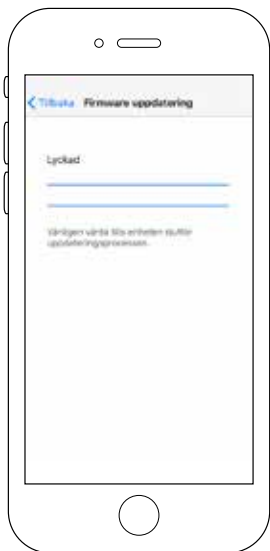 Tillbaka Firmware uppdatering
Lyckad
Vänligen vänta tills enheten slutför
uppdateringsprocessen.